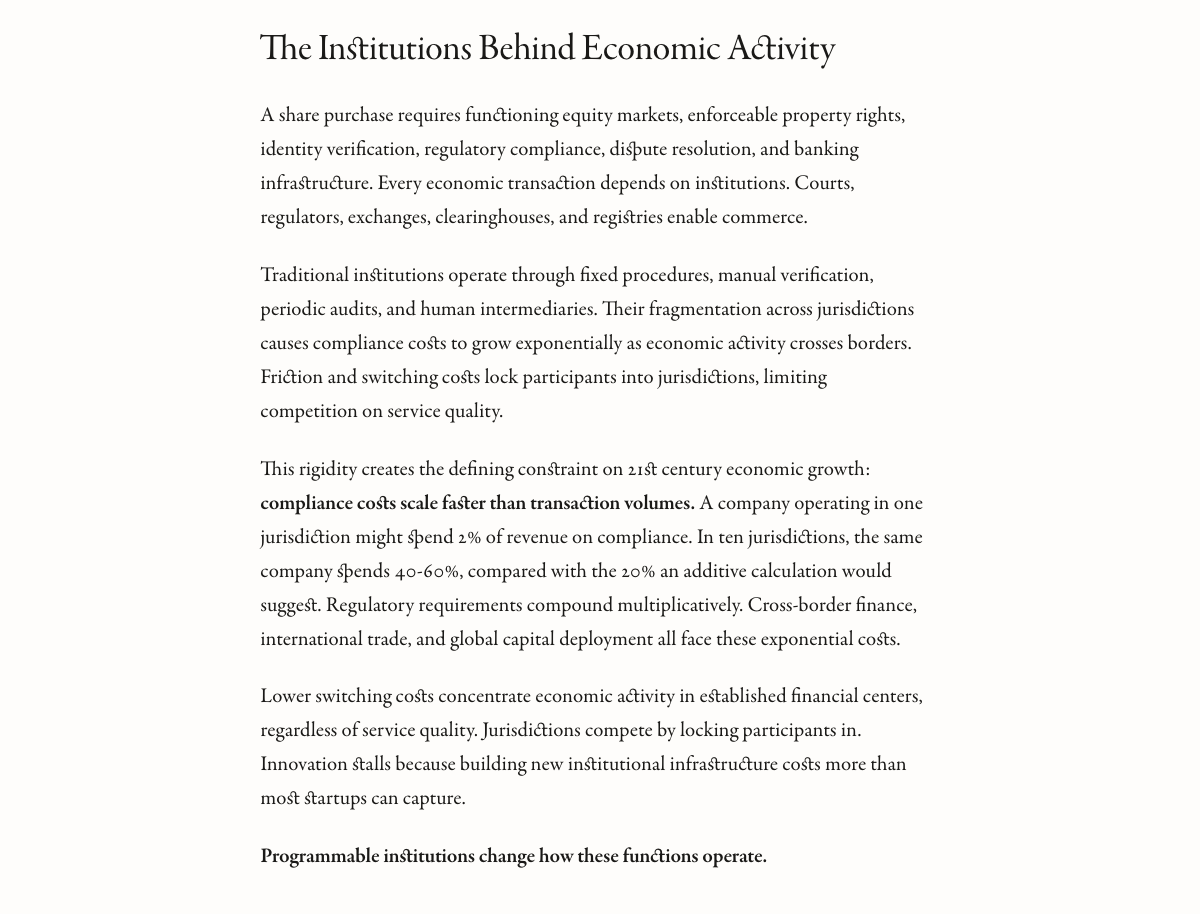 The Institutions Behind Economic Activity
A share purchase requires functioning equity markets, enforceable property rights,
identity verification, regulatory compliance, dispute resolution, and banking
infrastructure. Every economic transaction depends on institutions. Courts,
regulators, exchanges, clearinghouses, and registries enable commerce.
Traditional institutions operate through fixed procedures, manual verification,
periodic audits, and human intermediaries. Their fragmentation across jurisdictions
causes compliance costs to grow exponentially as economic activity crosses borders.
Friction and switching costs lock participants into jurisdictions, limiting
competition on service quality.
This rigidity creates the defining constraint on 21st century economic growth:
compliance costs scale faster than transaction volumes. A company operating in one
jurisdiction might spend 2% of revenue on compliance. In ten jurisdictions, the same
company spends 40-60%, compared with the 20% an additive calculation would
suggest. Regulatory requirements compound multiplicatively. Cross-border finance,
international trade, and global capital deployment all face these exponential costs.
Lower switching costs concentrate economic activity in established financial centers,
regardless of service quality. Jurisdictions compete by locking participants in.
Innovation stalls because building new institutional infrastructure costs more than
most startups can capture.
Programmable institutions change how these functions operate.